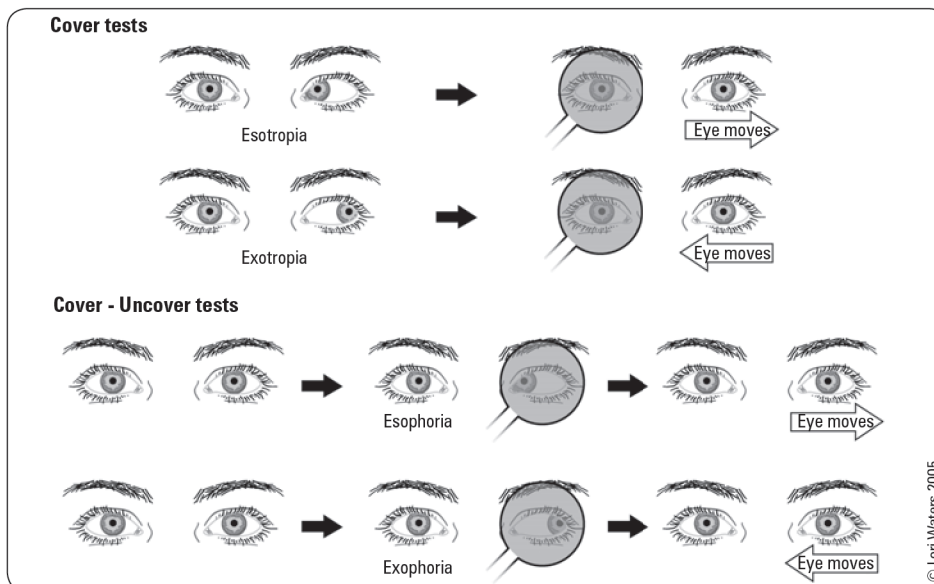 Cover tests
Esotropia
Eye moves
Exotropia
Eye moves
Cover - Uncover tests
Esophoria
Eye moves
Exophoria
Eye moves
© Lori Waters 2005